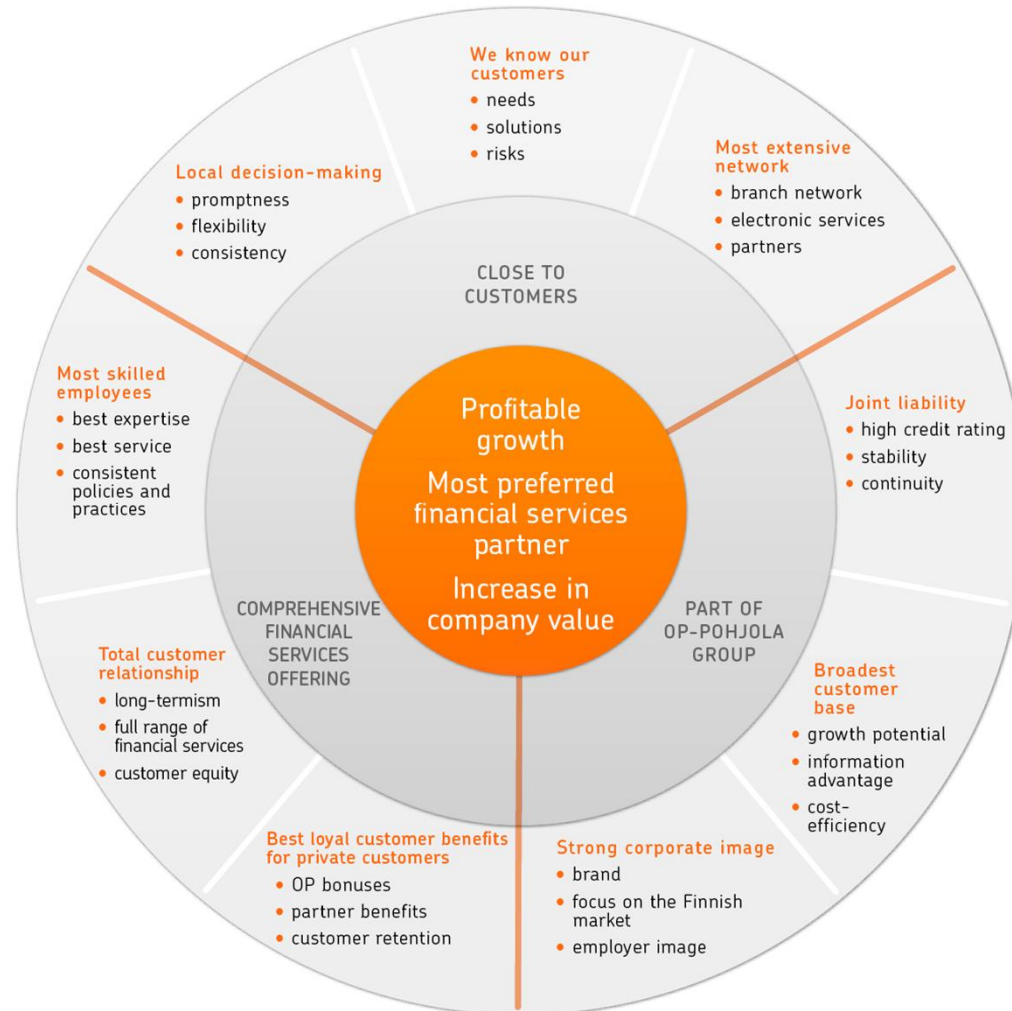 We know our
customers
• needs
• solutions
• risks
Most extensive
network
• branch network
• electronic services
• partners
Joint liability
• high credit rating
• stability
• continuity
Broadest
customer
base
• growth potential
• information
advantage
• cost-
efficiency
Strong corporate image
• brand
• focus on the Finnish
market
• employer image
Best loyal customer benefits
for private customers
• OP bonuses
• partner benefits
• customer retention
Total customer
relationship
• long-termism
• full range of
financial services
• customer equity
Most skilled
employees
• best expertise
• best service
• consistent
policies and
practices
Local decision-making
• promptness
• flexibility
• consistency
CLOSE TO
CUSTOMERS
PART OF
OP-POHJOLA
GROUP
COMPREHENSIVE
FINANCIAL
SERVICES
OFFERING
Profitable
growth
Most preferred
financial services
partner
Increase in
company value